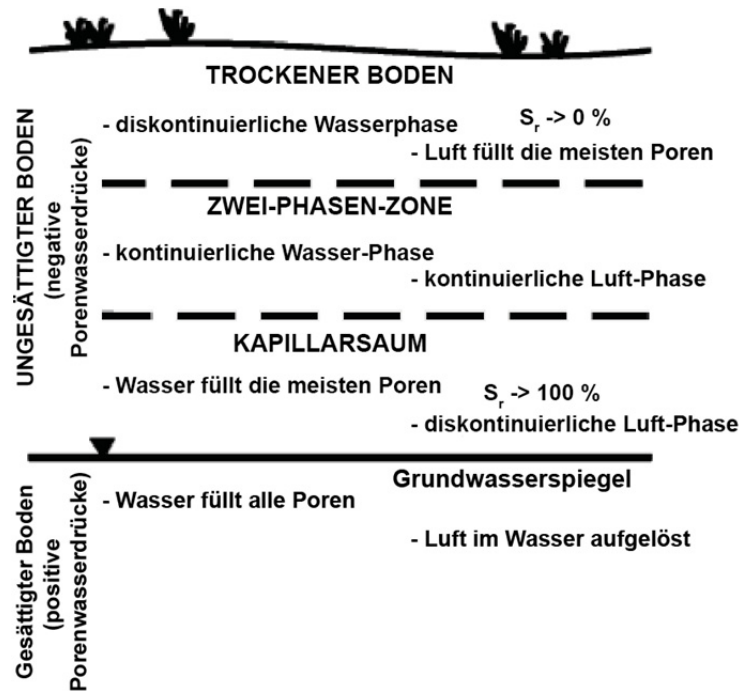 TROCKENER BODEN
- diskontinuierliche Wasserphase
S_r -> 0 %
- Luft füllt die meisten Poren
ZWEI-PHASEN-ZONE
- kontinuierliche Wasser-Phase
- kontinuierliche Luft-Phase
KAPILLARSAUM
- Wasser füllt die meisten Poren
S_r -> 100 %
- diskontinuierliche Luft-Phase
UNGESÄTTIGTER BODEN
(negative
Porenwasserdrücke)
Grundwasserspiegel
- Wasser füllt alle Poren
- Luft im Wasser aufgelöst
Gesättigter Boden
(positive
Porenwasserdrücke)